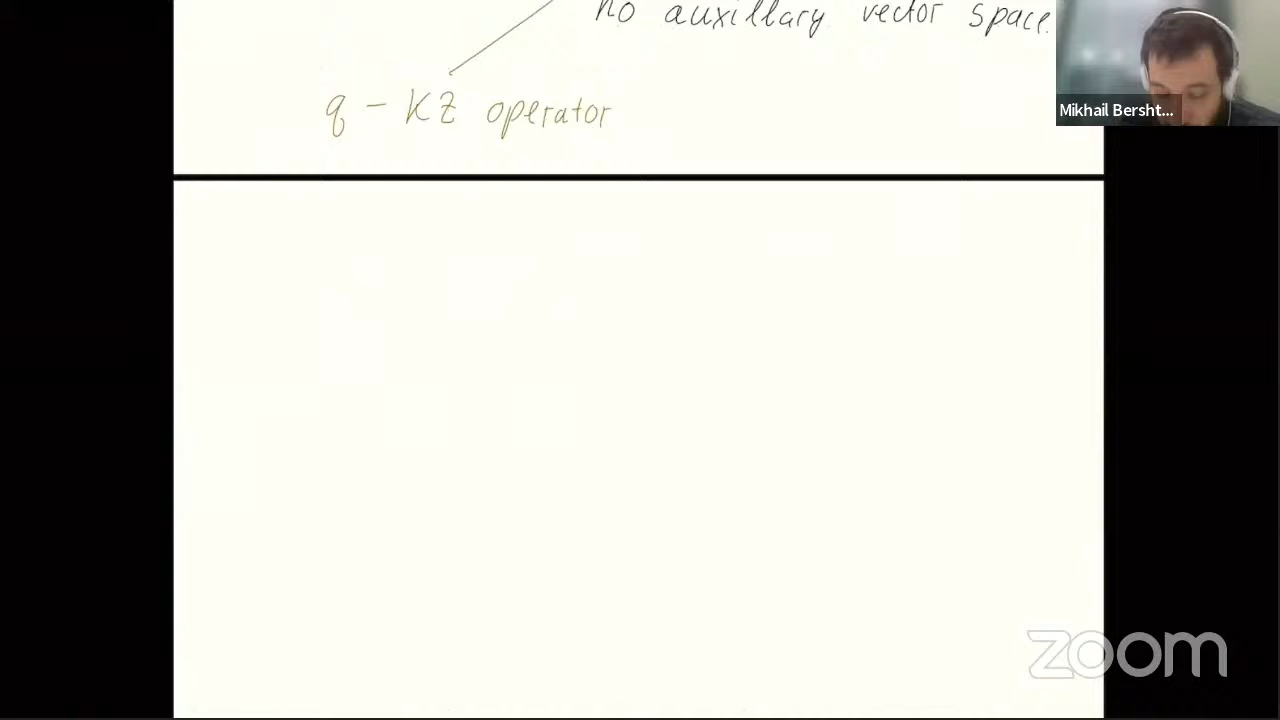 no auxillary vector space.
q - KZ operator
Mikhail Bersht...
zoom